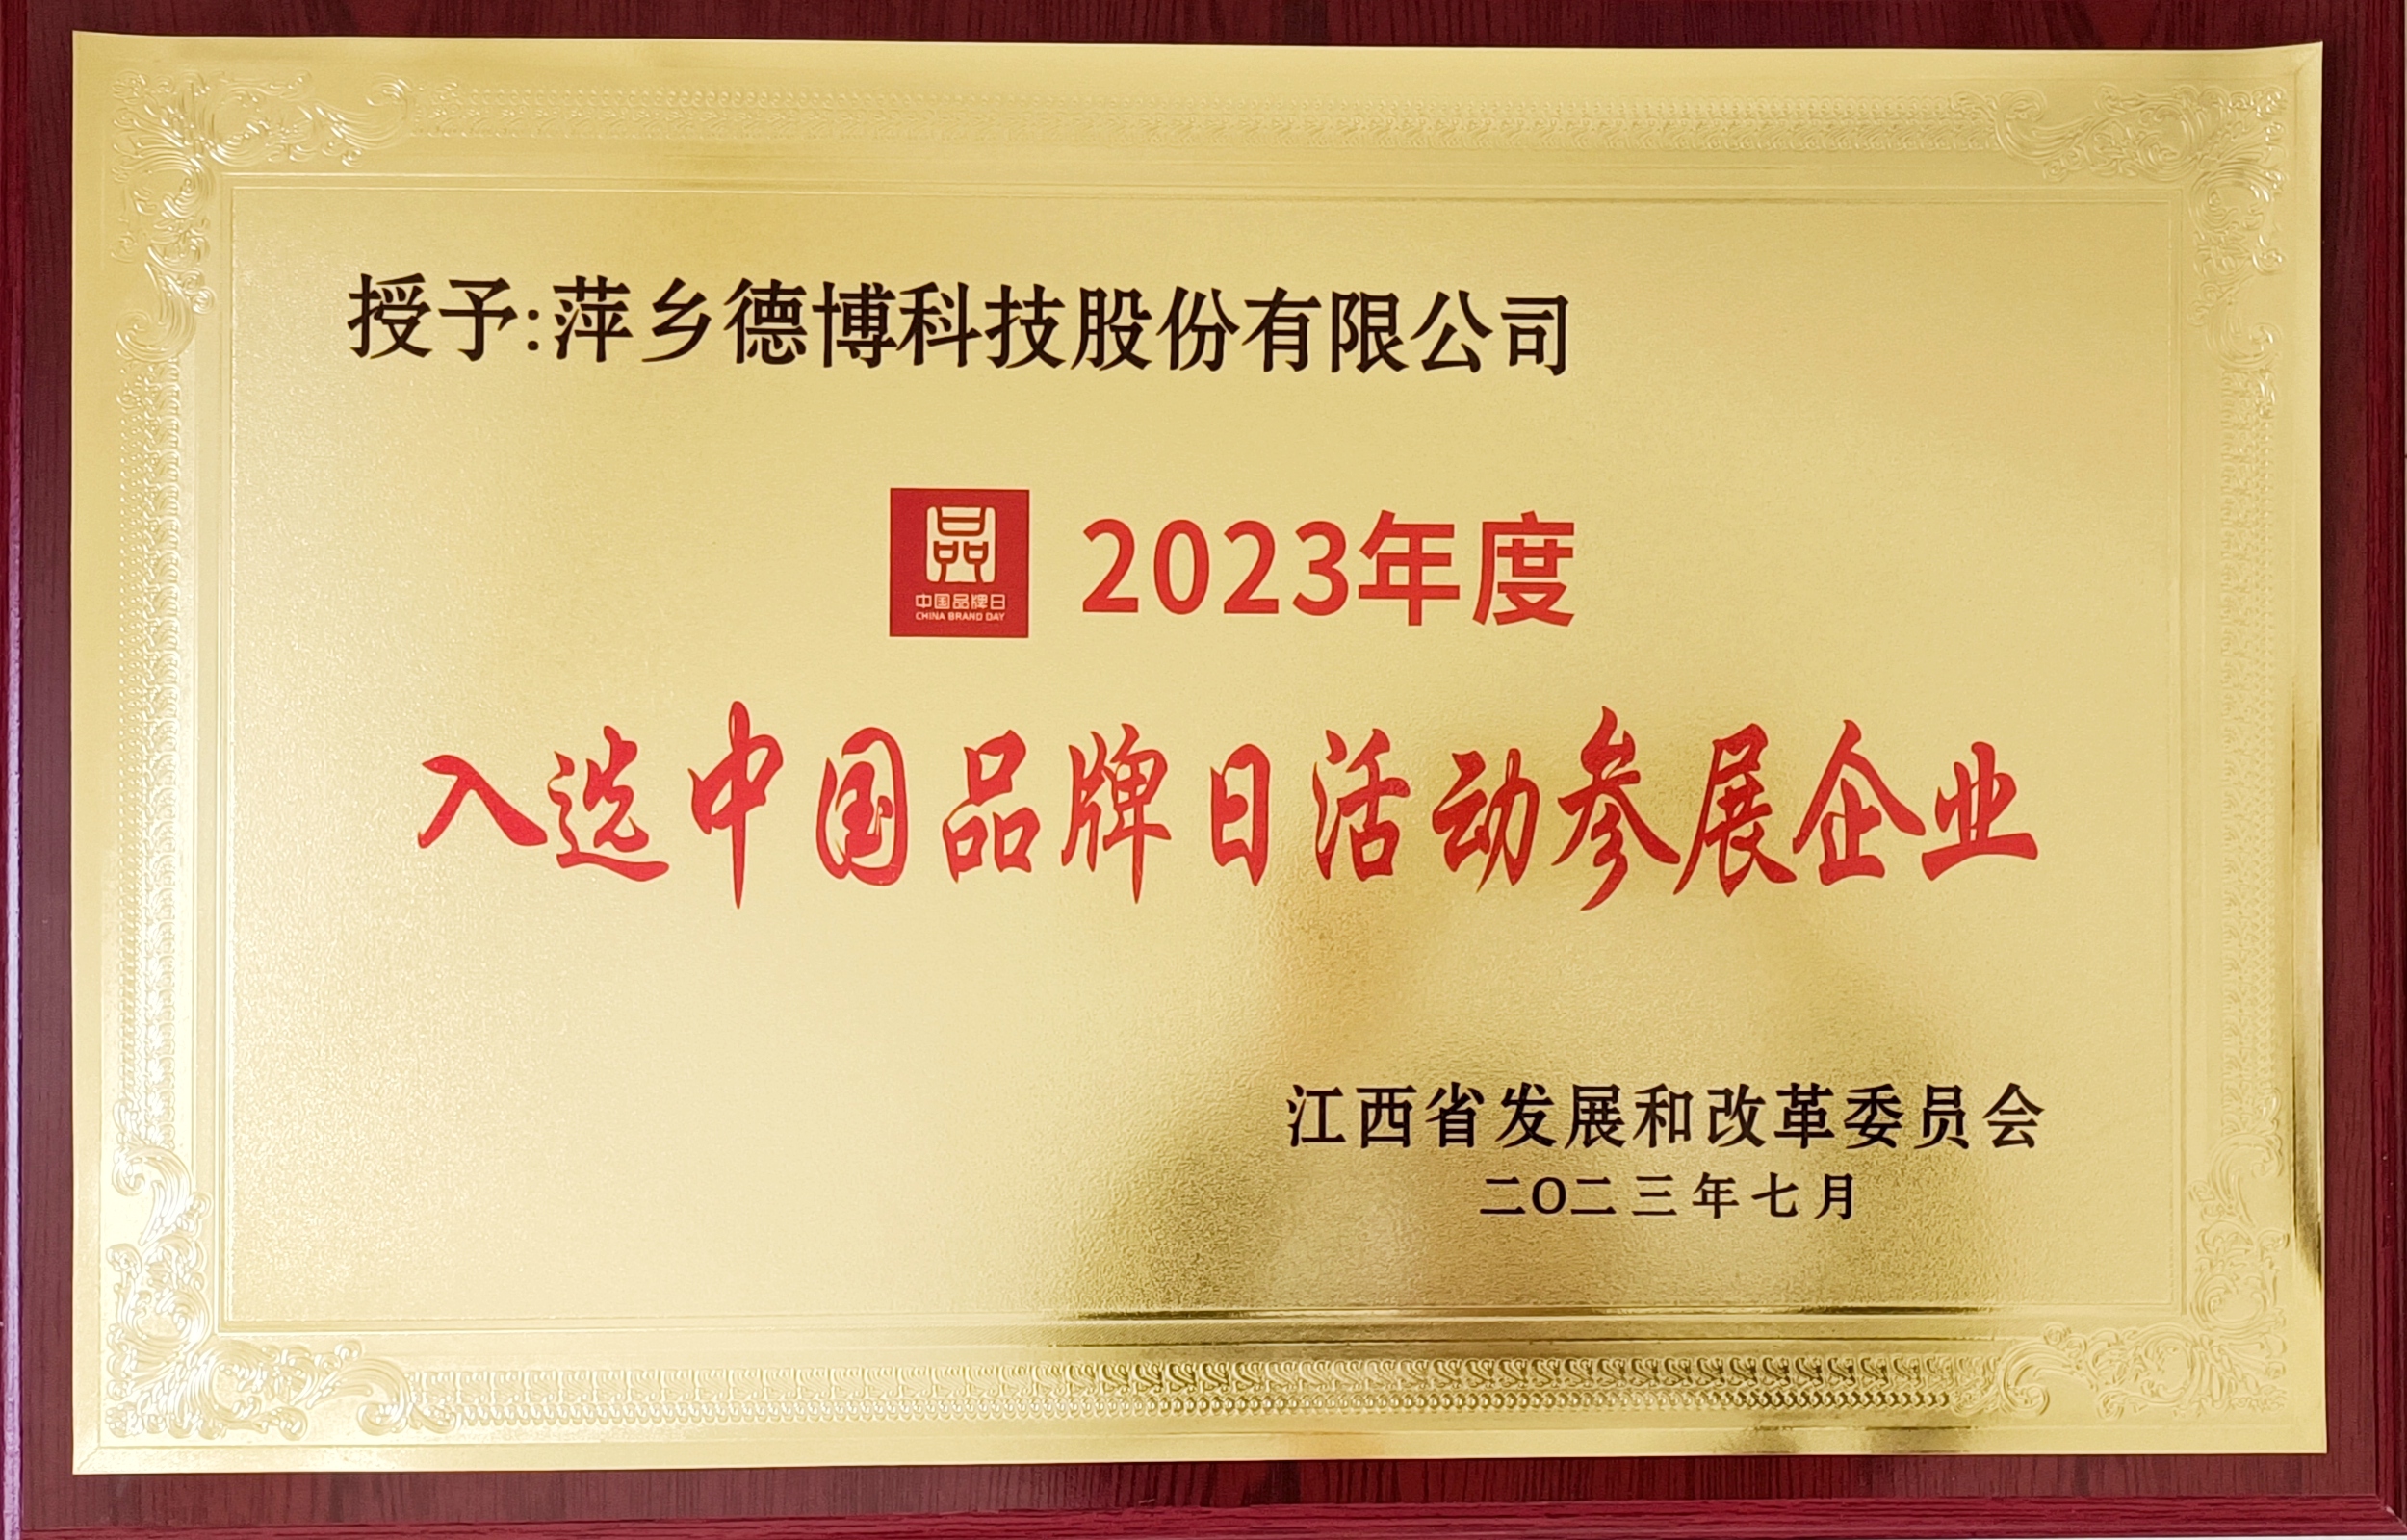 授予:萍乡德博科技股份有限公司
品
中国品牌日
CHINA BRAND DAY
2023年度
入选中国品牌日活动参展企业
江西省发展和改革委员会
二〇二三年七月